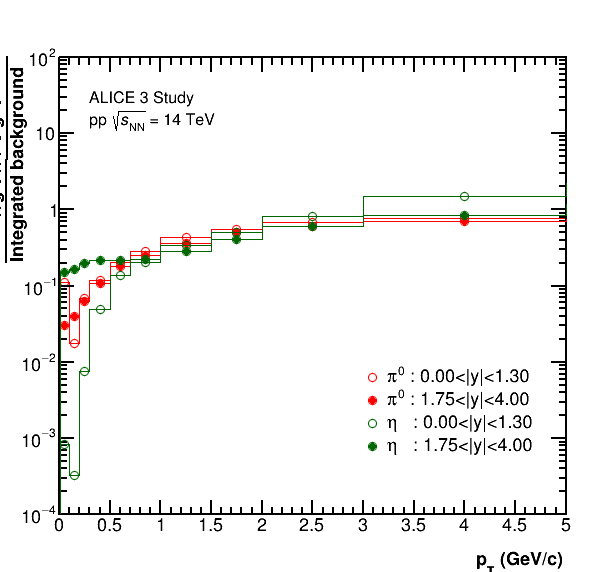 Integrated background
10²
10
1
10⁻¹
10⁻²
10⁻³
10⁻⁴
ALICE 3 Study
pp √s_NN = 14 TeV
π⁰ : 0.00<|y|<1.30
π⁰ : 1.75<|y|<4.00
η : 0.00<|y|<1.30
η : 1.75<|y|<4.00
0 0.5 1 1.5 2 2.5 3 3.5 4 4.5 5
p_T (GeV/c)